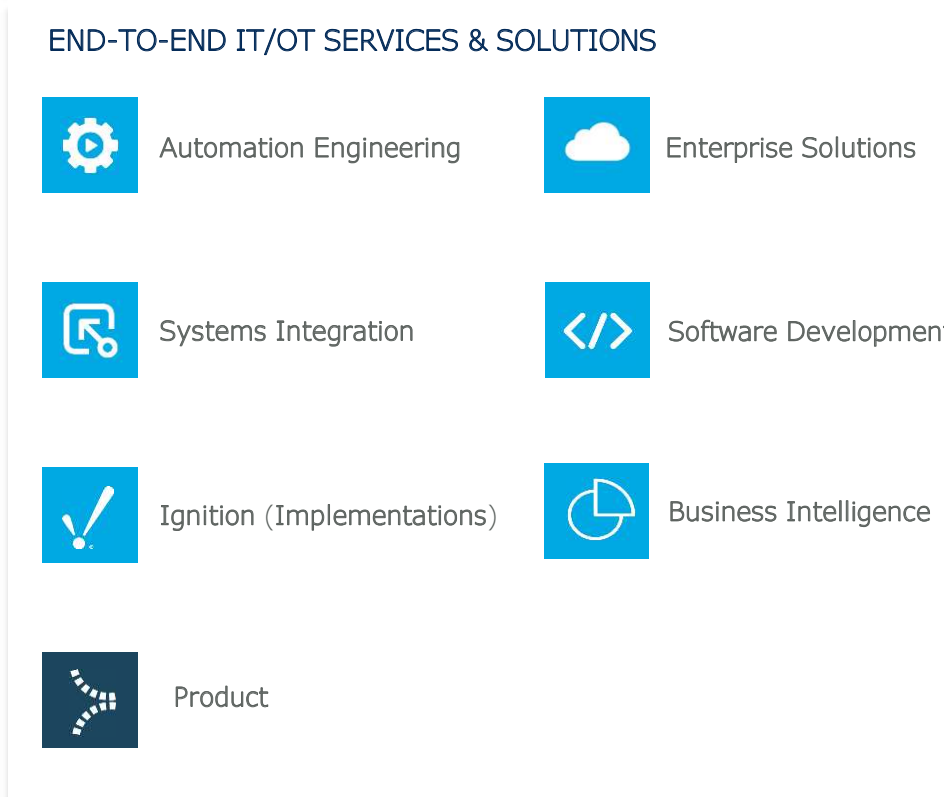 END-TO-END IT/OT SERVICES & SOLUTIONS
Automation Engineering
Enterprise Solutions
Systems Integration
Software Development
Ignition (Implementations)
Business Intelligence
Product